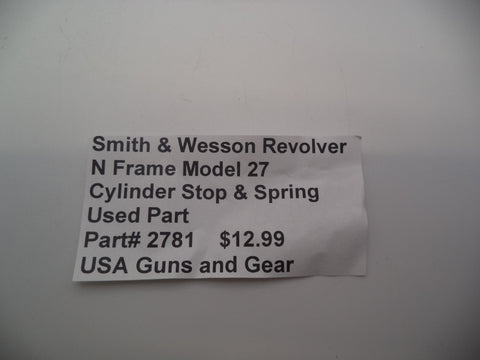 Smith & Wesson Revolver
N Frame Model 27
Cylinder Stop & Spring
Used Part
Part# 2781 $12.99
USA Guns and Gear